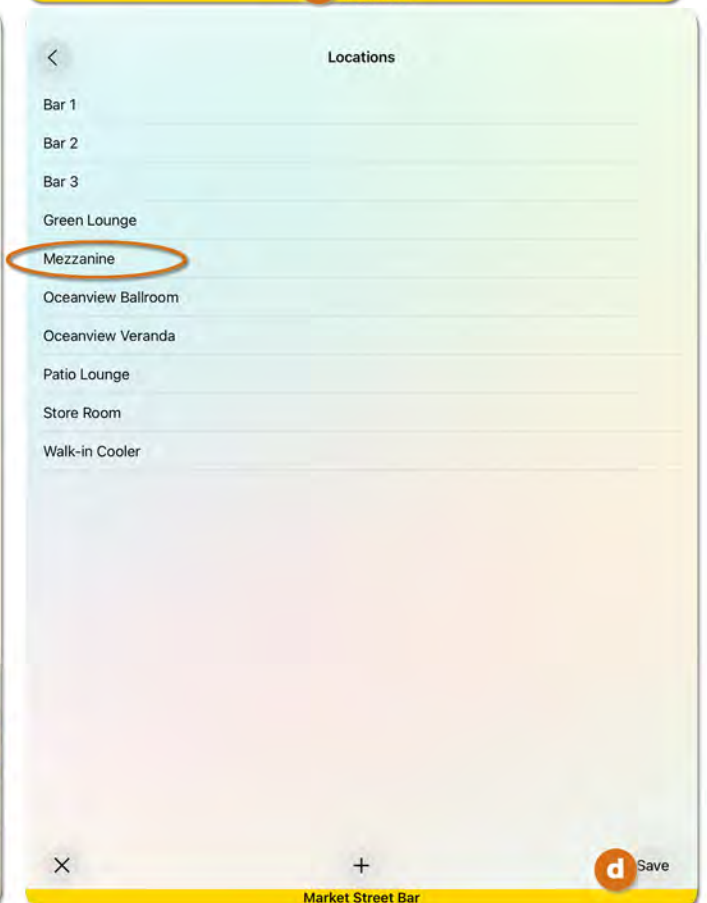 Locations
Bar 1
Bar 2
Bar 3
Green Lounge
Mezzanine
Oceanview Ballroom
Oceanview Veranda
Patio Lounge
Store Room
Walk-in Cooler
d Save
Market Street Bar